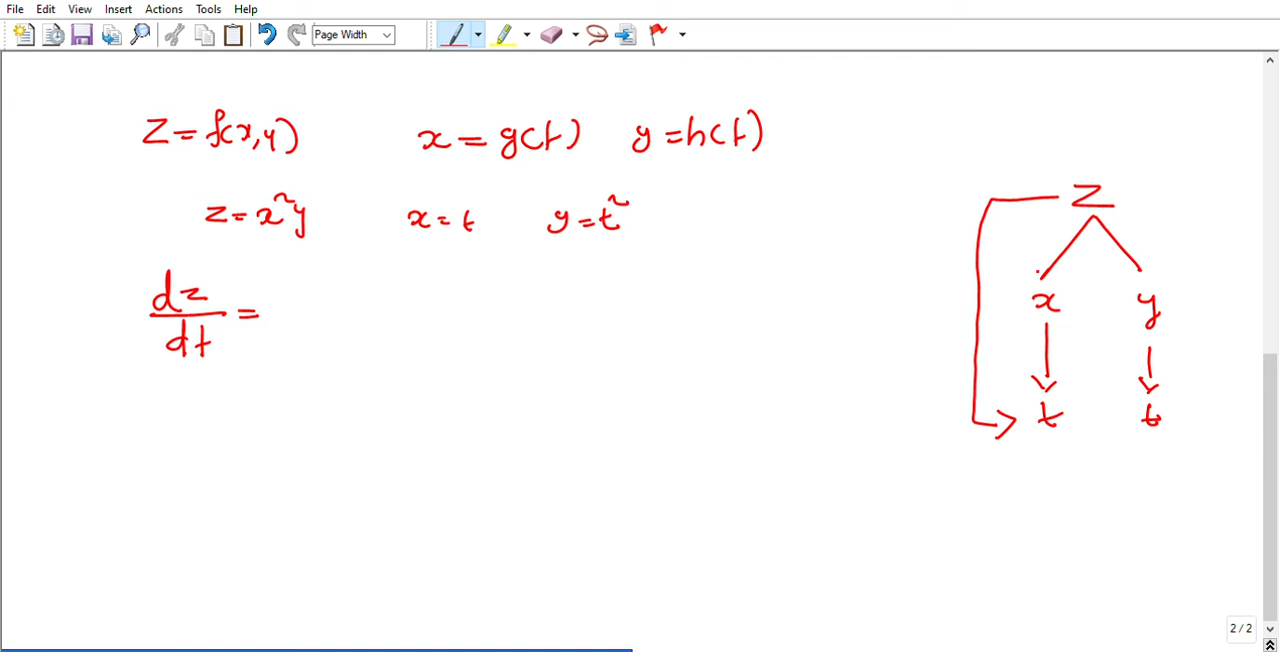 File Edit View Insert Actions Tools Help
Page Width
Z = f(x,y) x = g(t) y = h(t)
z = x²y x = t y = t²
Z
dz/dt =
x y
t t
2 / 2